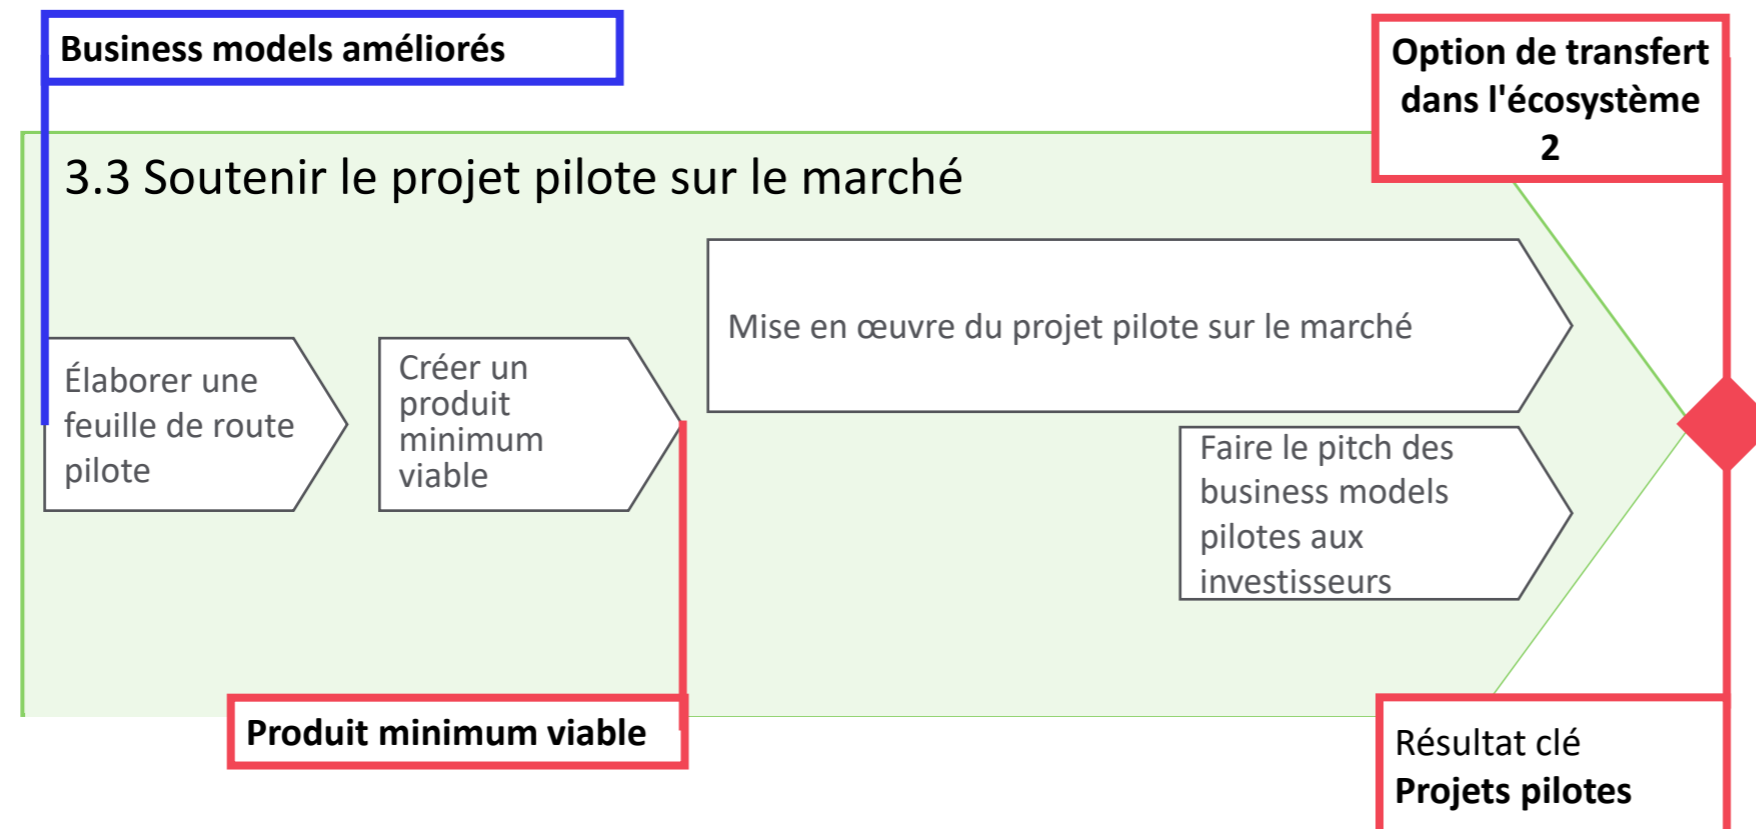 Business models améliorés
Option de transfert
dans l'écosystème
2
3.3 Soutenir le projet pilote sur le marché
Élaborer une
feuille de route
pilote
Créer un
produit
minimum
viable
Mise en œuvre du projet pilote sur le marché
Faire le pitch des
business models
pilotes aux
investisseurs
Produit minimum viable
Résultat clé
Projets pilotes